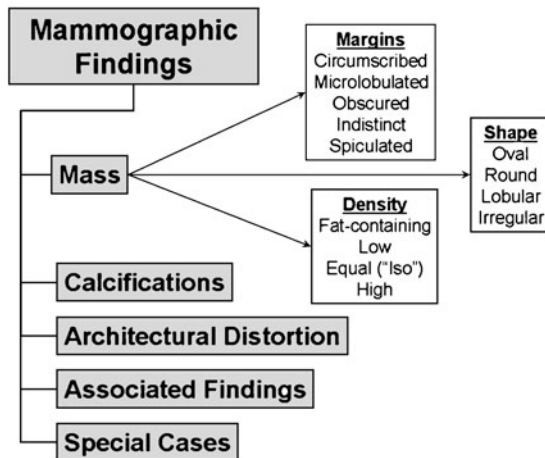 Mammographic
Findings
Mass
Margins
Circumscribed
Microlobulated
Obscured
Indistinct
Spiculated
Shape
Oval
Round
Lobular
Irregular
Density
Fat-containing
Low
Equal (“Iso”)
High
Calcifications
Architectural Distortion
Associated Findings
Special Cases